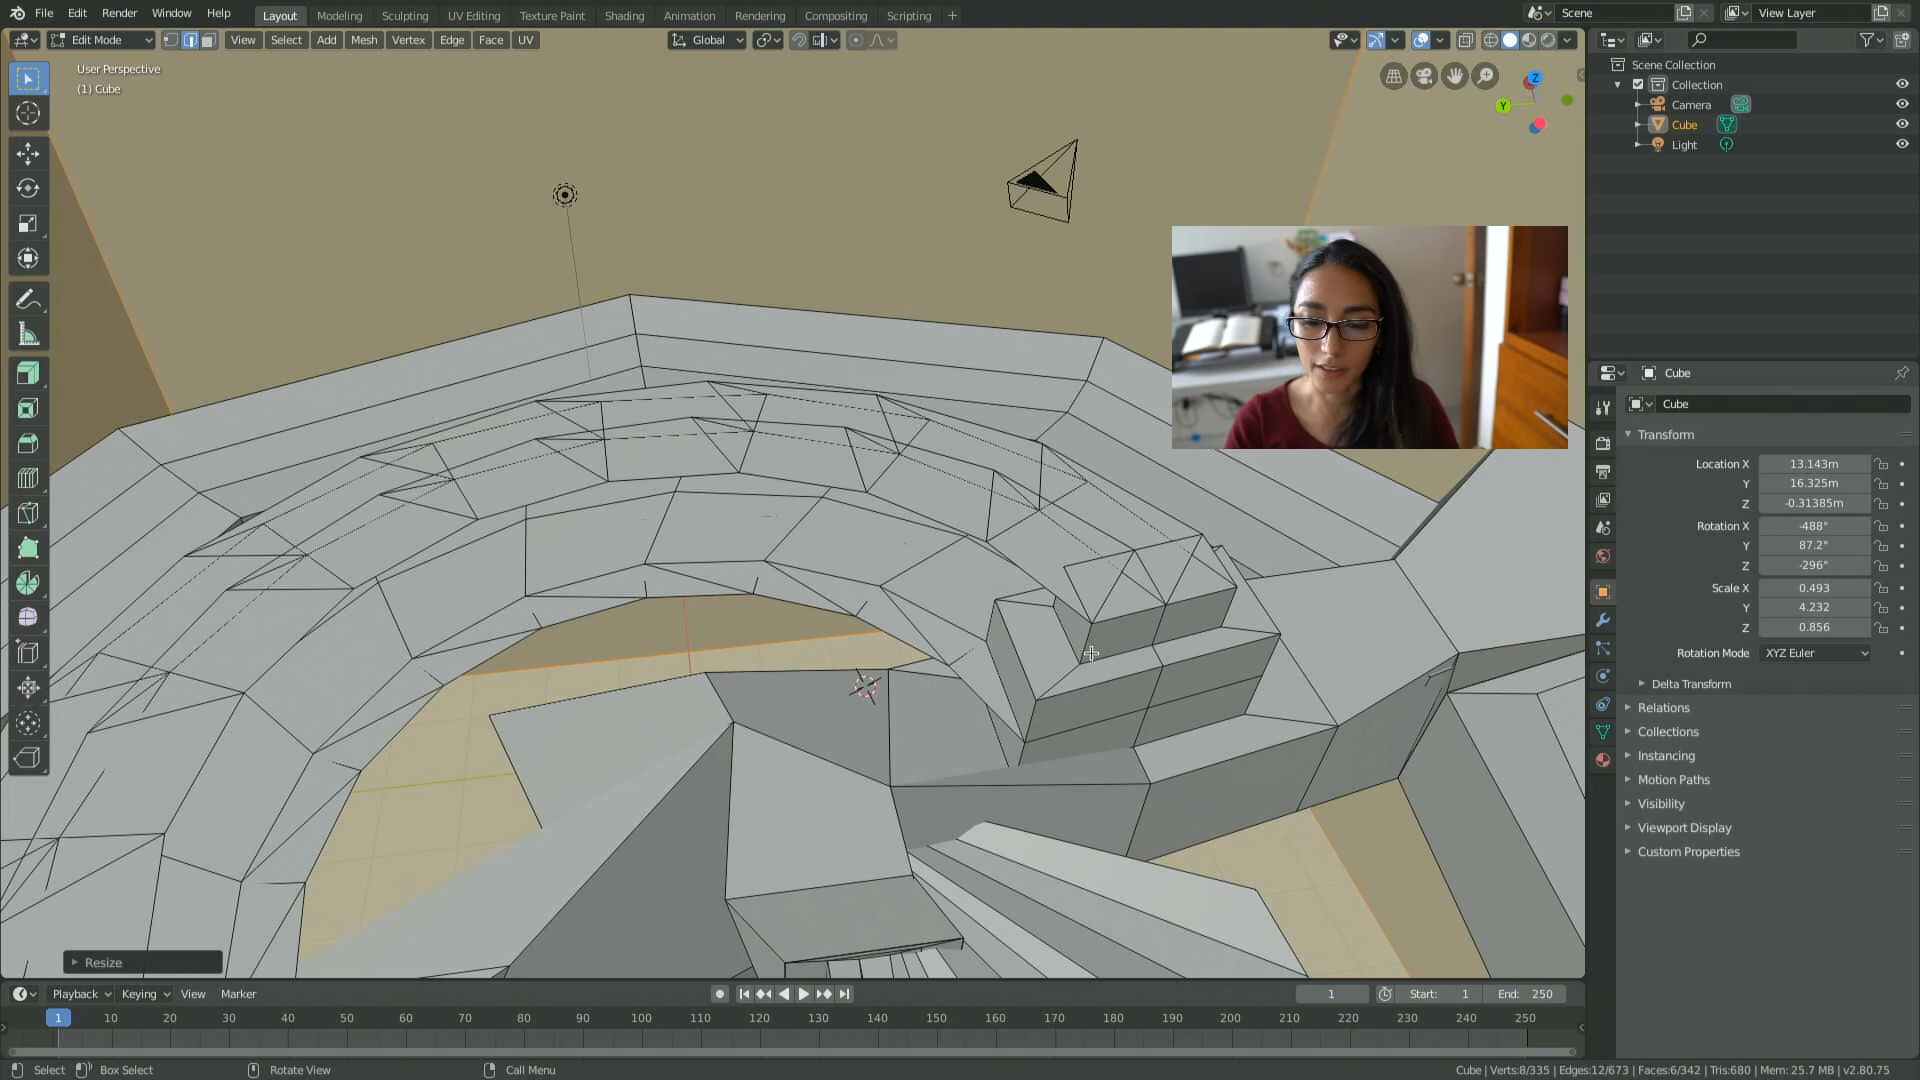 File Edit Render Window Help
Layout Modeling Sculpting UV Editing Texture Paint Shading Animation Rendering Compositing Scripting +
Scene
View Layer
Edit Mode
View Select Add Mesh Vertex Edge Face UV
Global
User Perspective
(1) Cube
Z
Y
Scene Collection
Collection
Camera
Cube
Light
Cube
Cube
Transform
Location X 13.143m
Y 16.325m
Z -0.31385m
Rotation X -488°
Y 87.2°
Z -296°
Scale X 0.493
Y 4.232
Z 0.856
Rotation Mode XYZ Euler
Delta Transform
Relations
Collections
Instancing
Motion Paths
Visibility
Viewport Display
Custom Properties
Resize
Playback Keying View Marker
1 Start: 1 End: 250
1 10 20 30 40 50 60 70 80 90 100 110 120 130 140 150 160 170 180 190 200 210 220 230 240 250
Select Box Select Rotate View Call Menu
Cube | Verts:8/335 | Edges:12/673 | Faces:6/342 | Tris:680 | Mem: 25.7 MB | v2.80.75